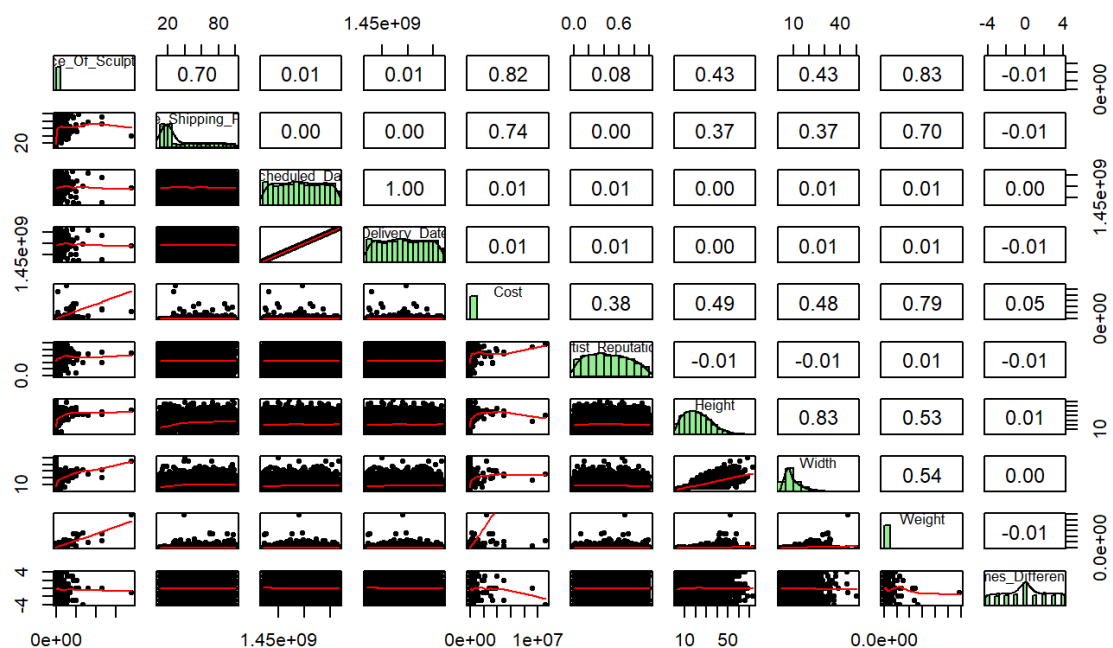 20 80 1.45e+09 0.0 0.6 10 40 -4 0 4
ce_Of_Sculpt 0.70 0.01 0.01 0.82 0.08 0.43 0.43 0.83 -0.01 0e+00
20 e_Shipping_P 0.00 0.00 0.74 0.00 0.37 0.37 0.70 -0.01
cheduled_Da 1.00 0.01 0.01 0.00 0.01 0.01 0.00 1.45e+09
1.45e+09 Delivery_Date 0.01 0.01 0.00 0.01 0.01 -0.01
Cost 0.38 0.49 0.48 0.79 0.05 0e+00
0.0 tist_Reputatio -0.01 -0.01 0.01 -0.01
Height 0.83 0.53 0.01 10
10 Width 0.54 0.00
Weight -0.01 0.0e+00
-4 4 nes_Differen
0e+00 1.45e+09 0e+00 1e+07 10 50 0.0e+00